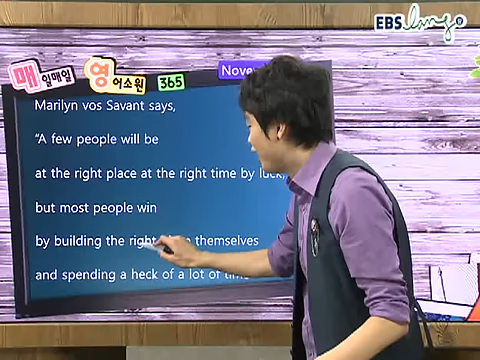 EBS lang
매일매일 영어소원 365
Nove
Marilyn vos Savant says,
“A few people will be
at the right place at the right time by luck,
but most people win
by building the right themselves
and spending a heck of a lot of time